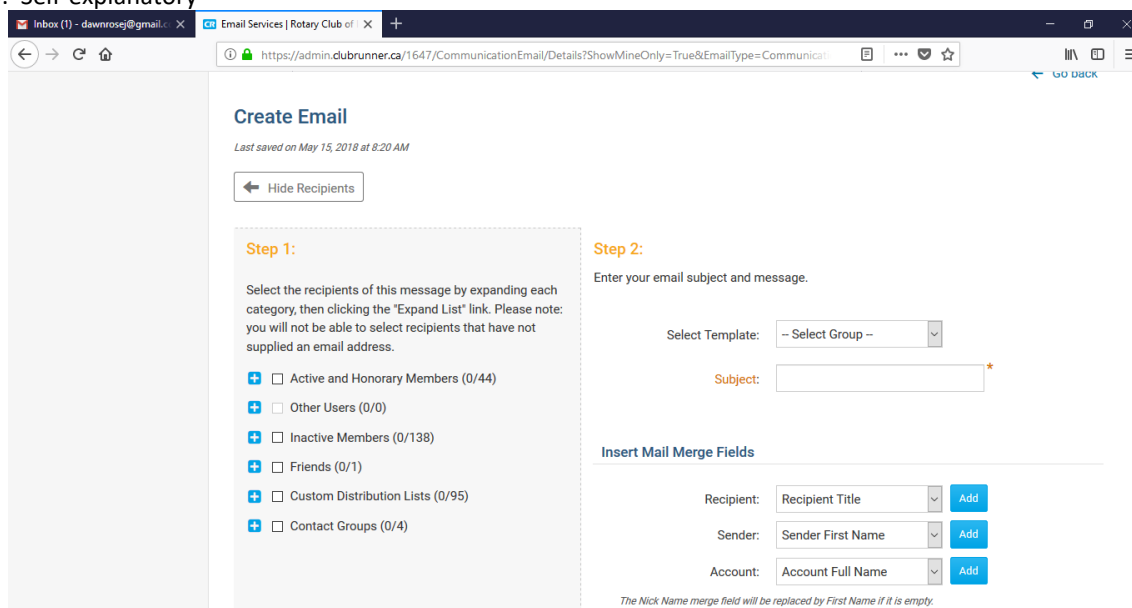 . Self explanatory
Inbox (1) - dawnrosej@gmail.c
CR Email Services | Rotary Club of
https://admin.clubrunner.ca/1647/CommunicationEmail/Details?ShowMineOnly=True&EmailType=Communicat
Go back
Create Email
Last saved on May 15, 2018 at 8:20 AM
Hide Recipients
Step 1:
Select the recipients of this message by expanding each
category, then clicking the "Expand List" link. Please note:
you will not be able to select recipients that have not
supplied an email address.
Active and Honorary Members (0/44)
Other Users (0/0)
Inactive Members (0/138)
Friends (0/1)
Custom Distribution Lists (0/95)
Contact Groups (0/4)
Step 2:
Enter your email subject and message.
Select Template: -- Select Group --
Subject: *
Insert Mail Merge Fields
Recipient: Recipient Title Add
Sender: Sender First Name Add
Account: Account Full Name Add
The Nick Name merge field will be replaced by First Name if it is empty.